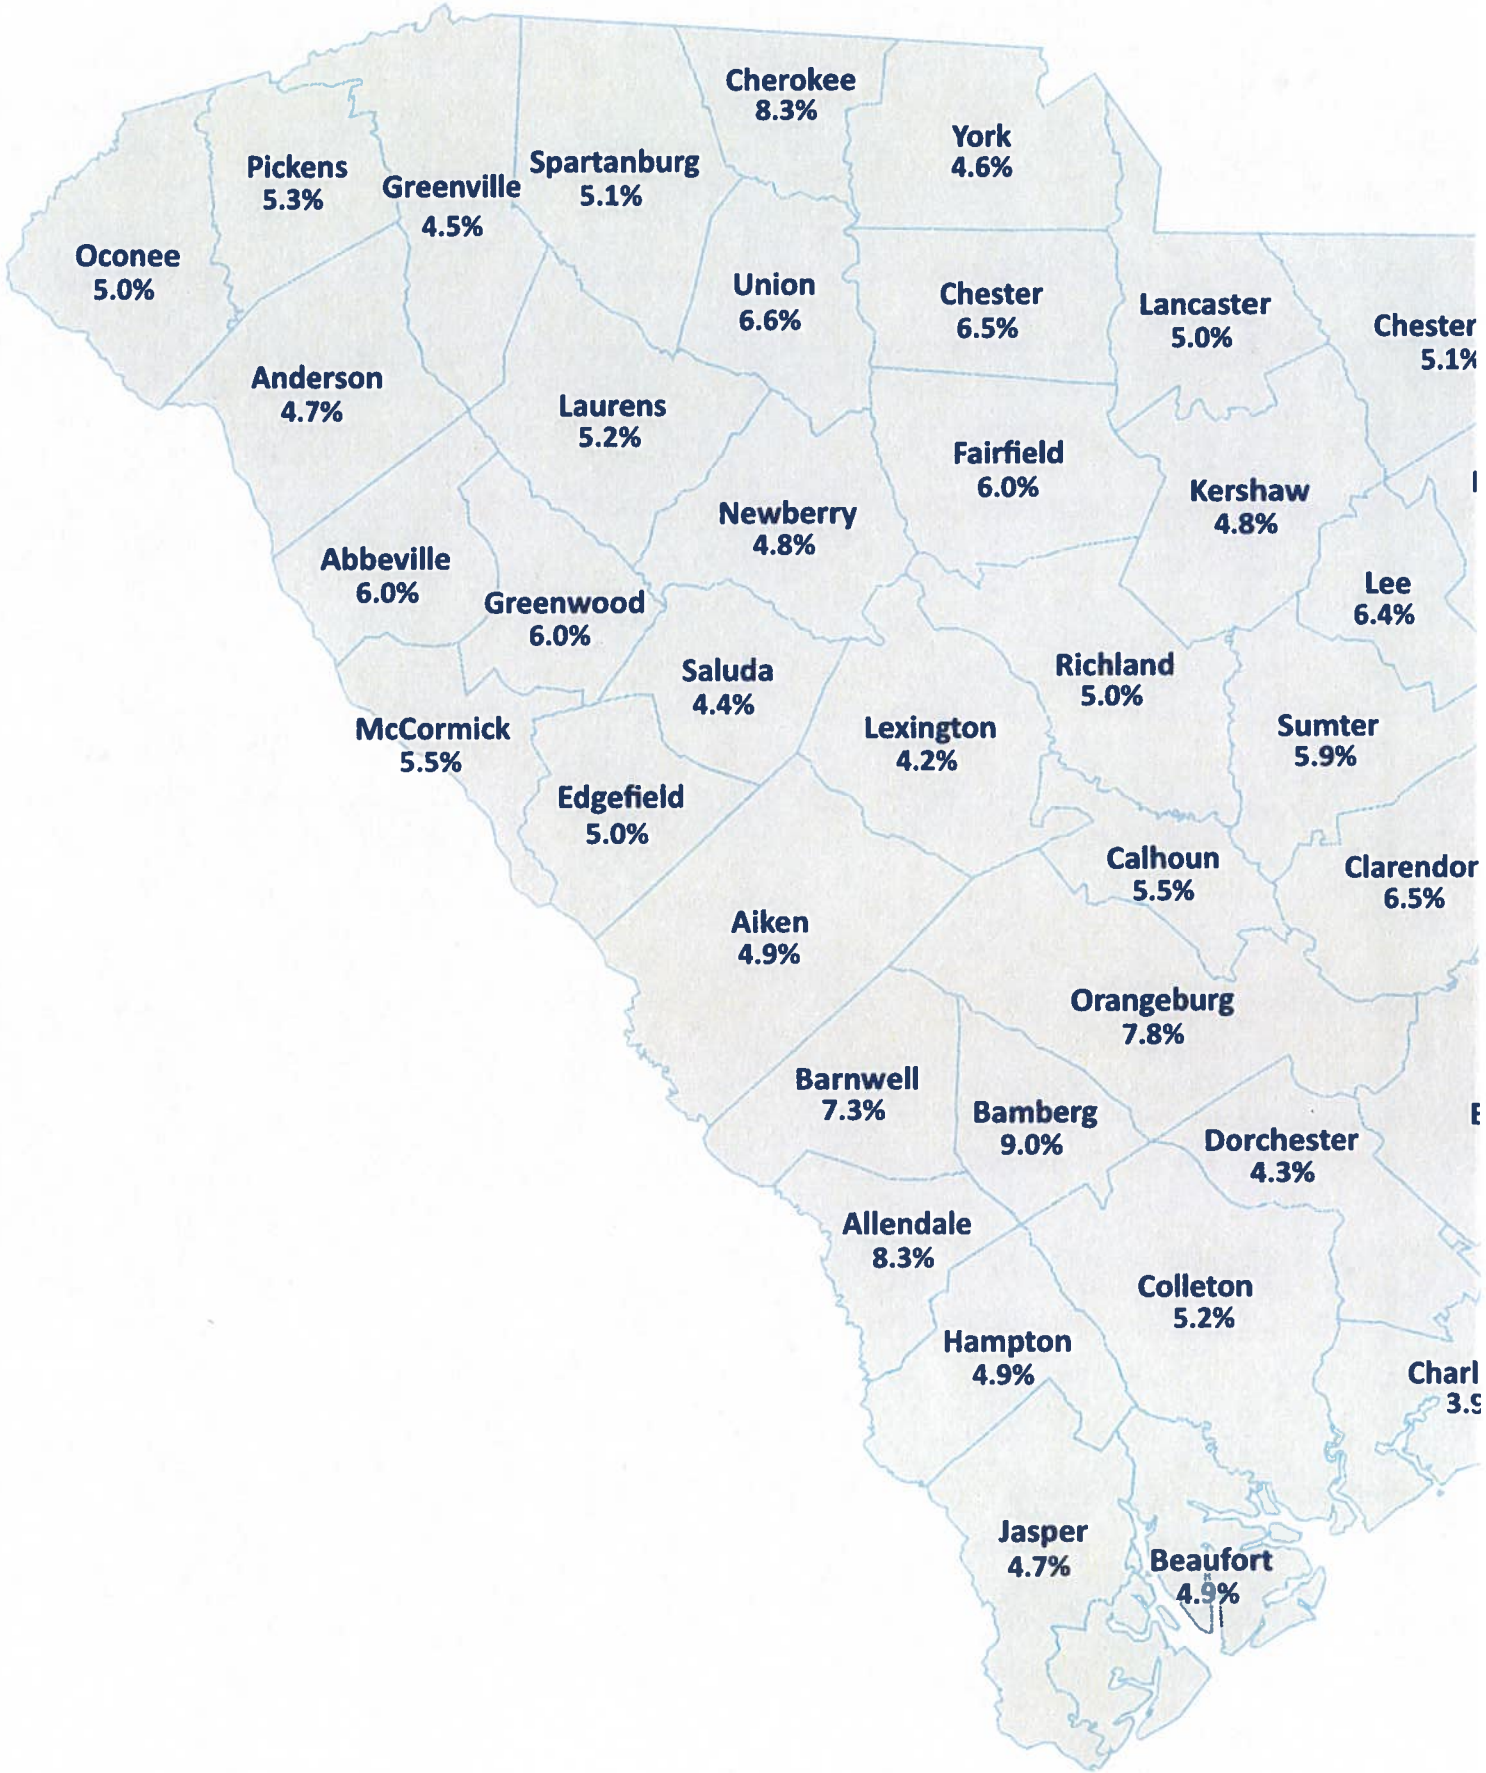 Cherokee
8.3%
York
4.6%
Pickens
5.3%
Greenville
4.5%
Spartanburg
5.1%
Oconee
5.0%
Union
6.6%
Chester
6.5%
Lancaster
5.0%
Chester
5.1%
Anderson
4.7%
Laurens
5.2%
Fairfield
6.0%
Kershaw
4.8%
Newberry
4.8%
Abbeville
6.0%
Greenwood
6.0%
Lee
6.4%
Saluda
4.4%
Richland
5.0%
McCormick
5.5%
Lexington
4.2%
Sumter
5.9%
Edgefield
5.0%
Calhoun
5.5%
Clarendon
6.5%
Aiken
4.9%
Orangeburg
7.8%
Barnwell
7.3%
Bamberg
9.0%
Dorchester
4.3%
Allendale
8.3%
Colleton
5.2%
Hampton
4.9%
Charl
3.9
Jasper
4.7%
Beaufort
4.9%